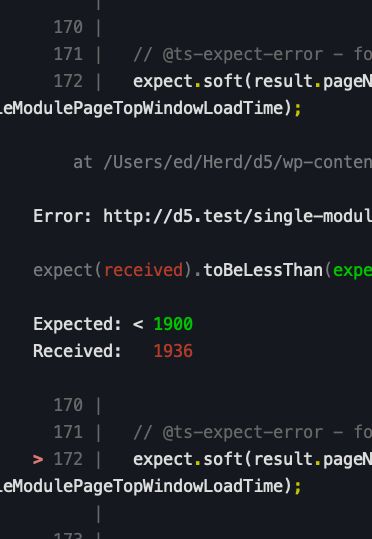 |
170 |
171 | // @ts-expect-error - fo
172 | expect.soft(result.pageN
leModulePageTopWindowLoadTime);
at /Users/ed/Herd/d5/wp-conten
Error: http://d5.test/single-modul
expect(received).toBeLessThan(expe
Expected: < 1900
Received: 1936
170 |
171 | // @ts-expect-error - fo
> 172 | expect.soft(result.pageN
leModulePageTopWindowLoadTime);
|
173 |